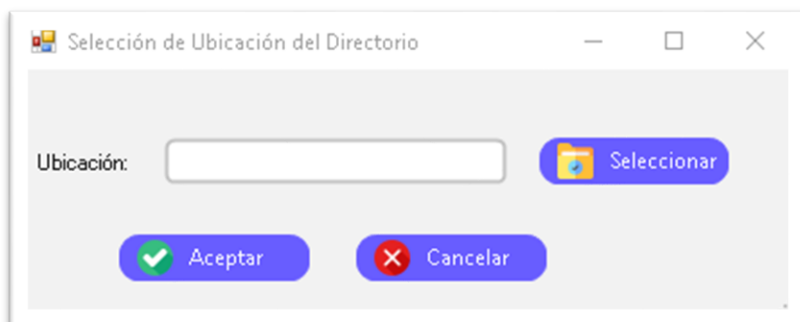 Selección de Ubicación del Directorio
Ubicación:
Seleccionar
Aceptar
Cancelar